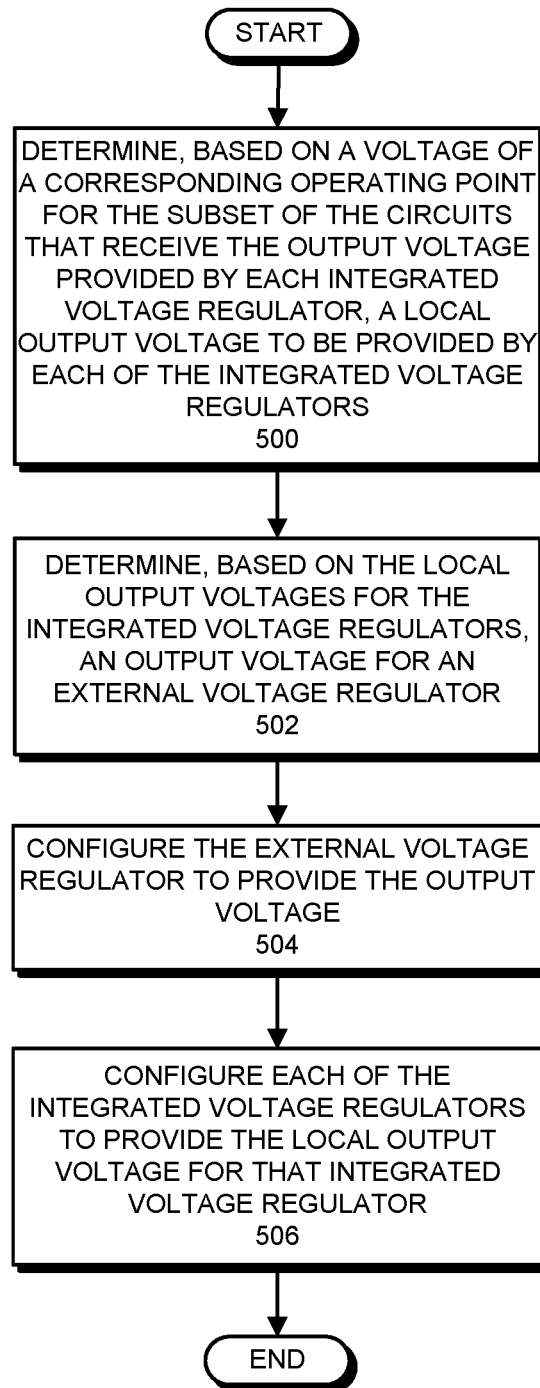 START
DETERMINE, BASED ON A VOLTAGE OF
A CORRESPONDING OPERATING POINT
FOR THE SUBSET OF THE CIRCUITS
THAT RECEIVE THE OUTPUT VOLTAGE
PROVIDED BY EACH INTEGRATED
VOLTAGE REGULATOR, A LOCAL
OUTPUT VOLTAGE TO BE PROVIDED BY
EACH OF THE INTEGRATED VOLTAGE
REGULATORS
500
DETERMINE, BASED ON THE LOCAL
OUTPUT VOLTAGES FOR THE
INTEGRATED VOLTAGE REGULATORS,
AN OUTPUT VOLTAGE FOR AN
EXTERNAL VOLTAGE REGULATOR
502
CONFIGURE THE EXTERNAL VOLTAGE
REGULATOR TO PROVIDE THE OUTPUT
VOLTAGE
504
CONFIGURE EACH OF THE
INTEGRATED VOLTAGE REGULATORS
TO PROVIDE THE LOCAL OUTPUT
VOLTAGE FOR THAT INTEGRATED
VOLTAGE REGULATOR
506
END